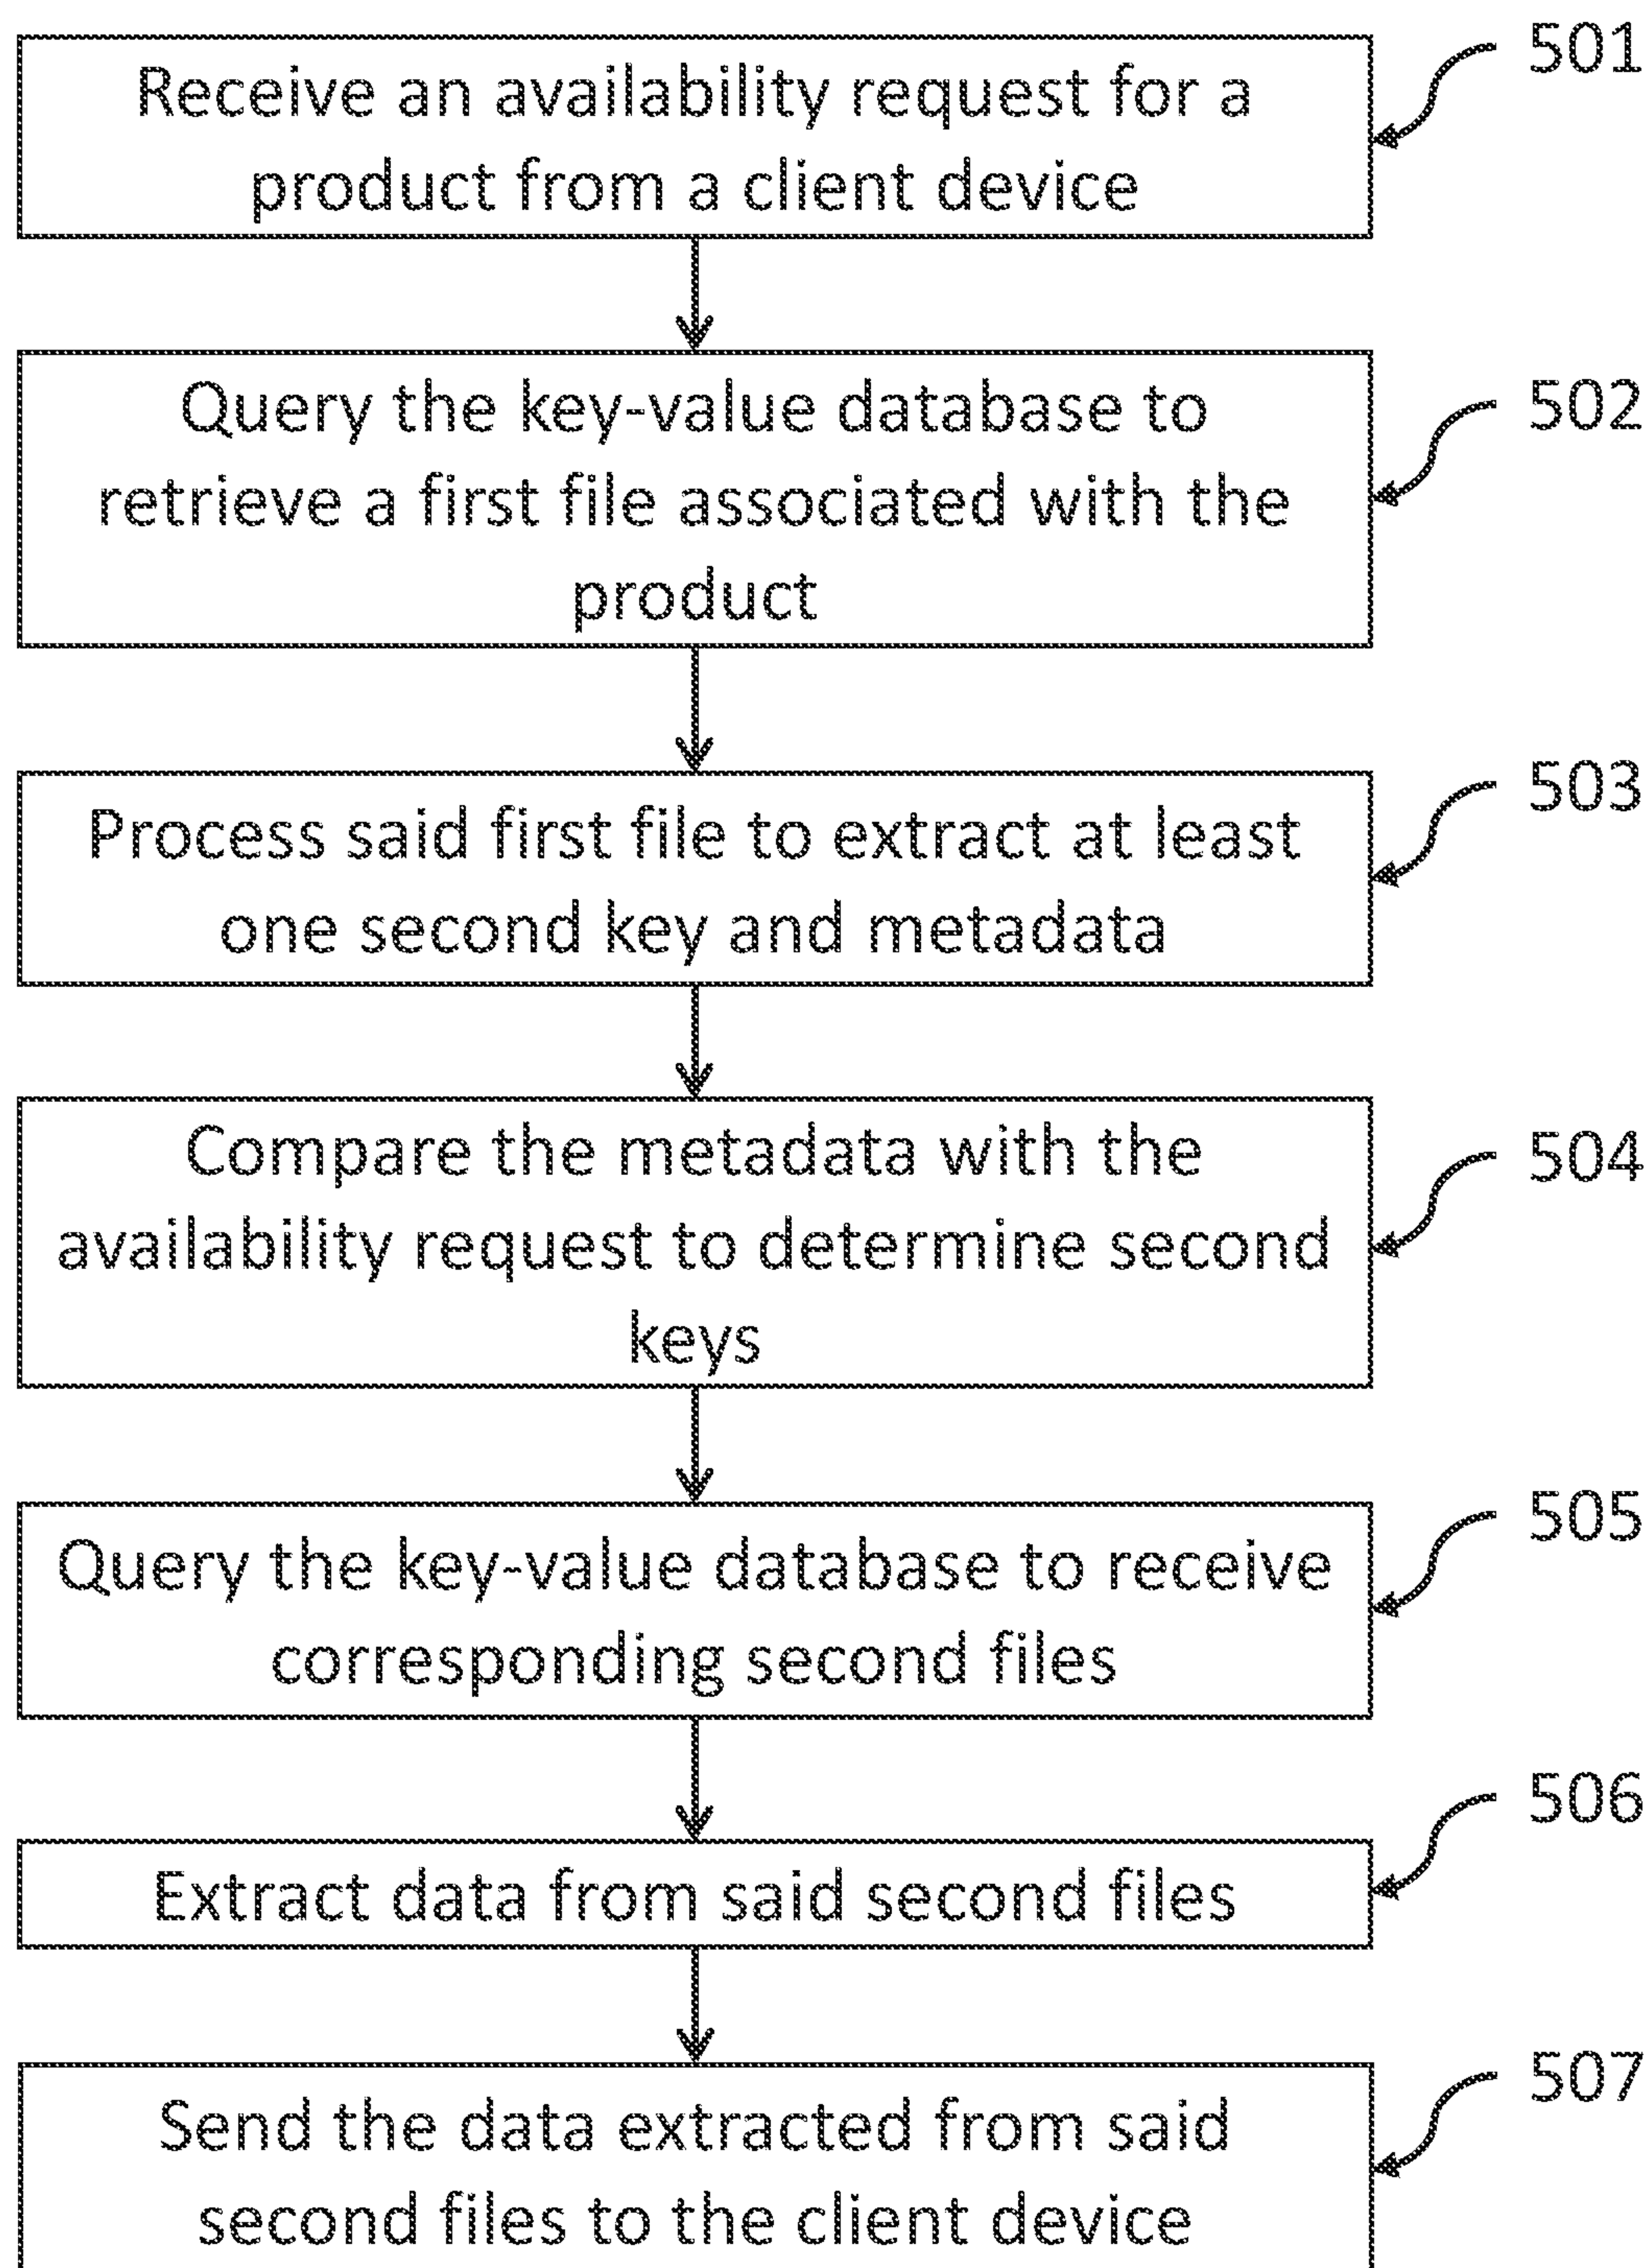 501
Receive an availability request for a
product from a client device
502
Query the key-value database to
retrieve a first file associated with the
product
503
Process said first file to extract at least
one second key and metadata
504
Compare the metadata with the
availability request to determine second
keys
505
Query the key-value database to receive
corresponding second files
506
Extract data from said second files
507
Send the data extracted from said
second files to the client device